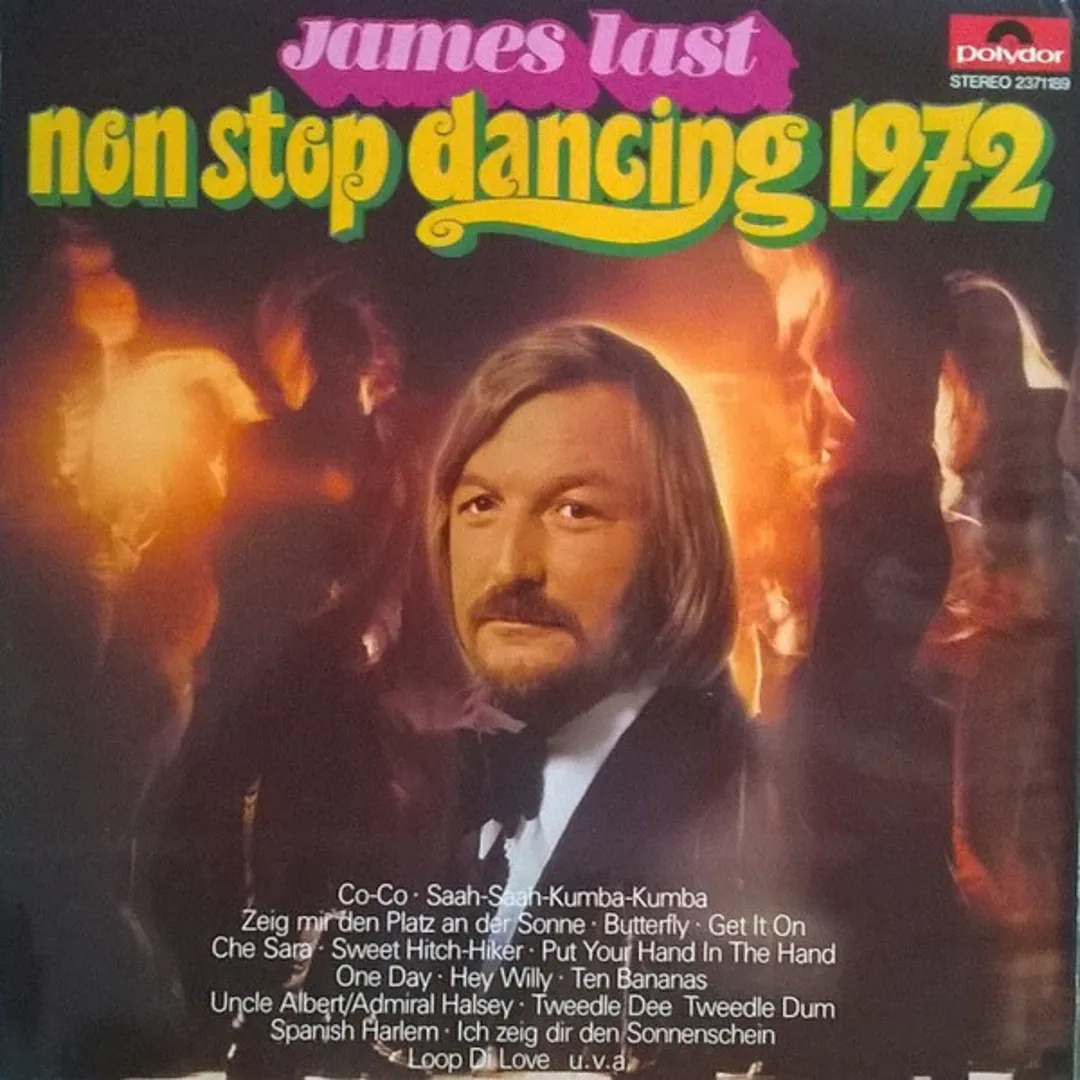 James Last
Polydor
STEREO 2371189
non stop dancing 1972
Co-Co · Saah-Saah-Kumba-Kumba
Zeig mir den Platz an der Sonne · Butterfly · Get It On
Che Sara · Sweet Hitch-Hiker · Put Your Hand In The Hand
One Day · Hey Willy · Ten Bananas
Uncle Albert/Admiral Halsey · Tweedle Dee Tweedle Dum
Spanish Harlem · Ich zeig dir den Sonnenschein
Loop Di Love u.v.a.